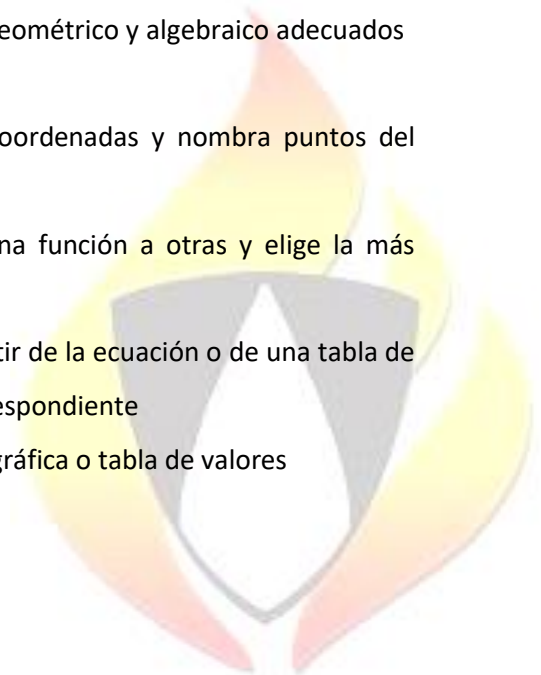 eométrico y algebraico adecuados
oordenadas y nombra puntos del
na función a otras y elige la más
tir de la ecuación o de una tabla de
espondiente
gráfica o tabla de valores